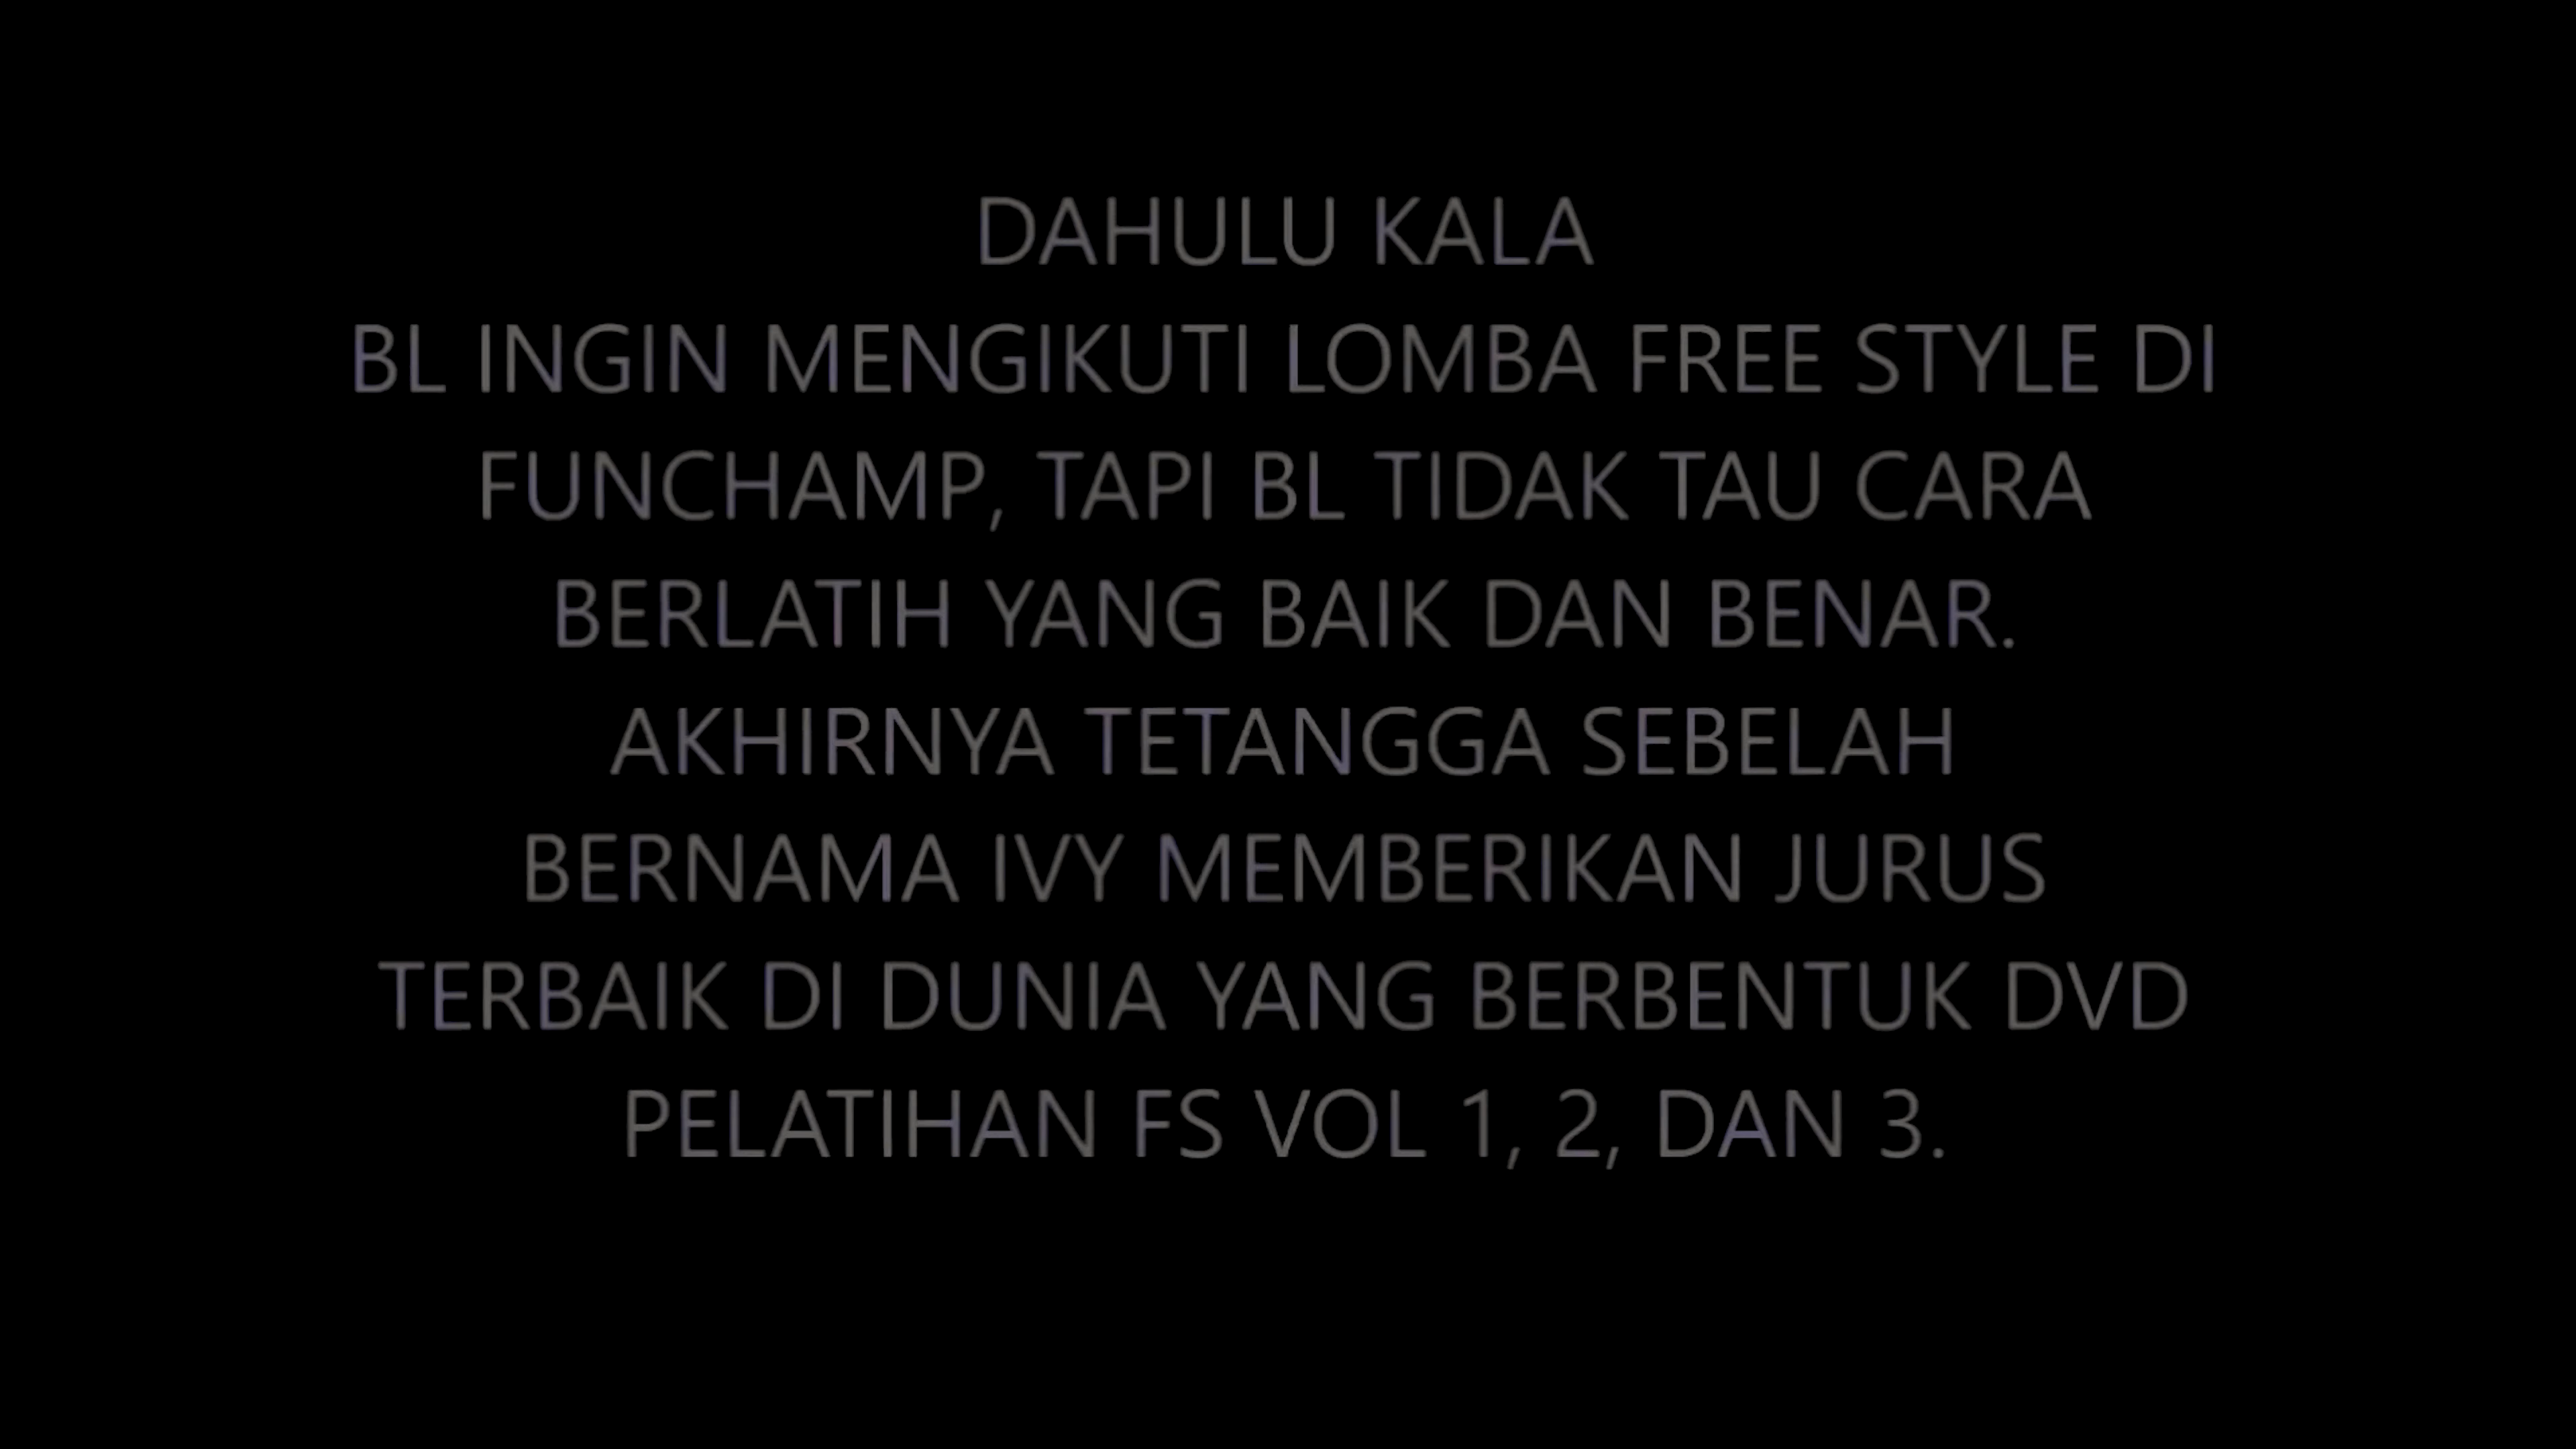 DAHULU KALA
BL INGIN MENGIKUTI LOMBA FREE STYLE DI
FUNCHAMP, TAPI BL TIDAK TAU CARA
BERLATIH YANG BAIK DAN BENAR.
AKHIRNYA TETANGGA SEBELAH
BERNAMA IVY MEMBERIKAN JURUS
TERBAIK DI DUNIA YANG BERBENTUK DVD
PELATIHAN FS VOL 1, 2, DAN 3.